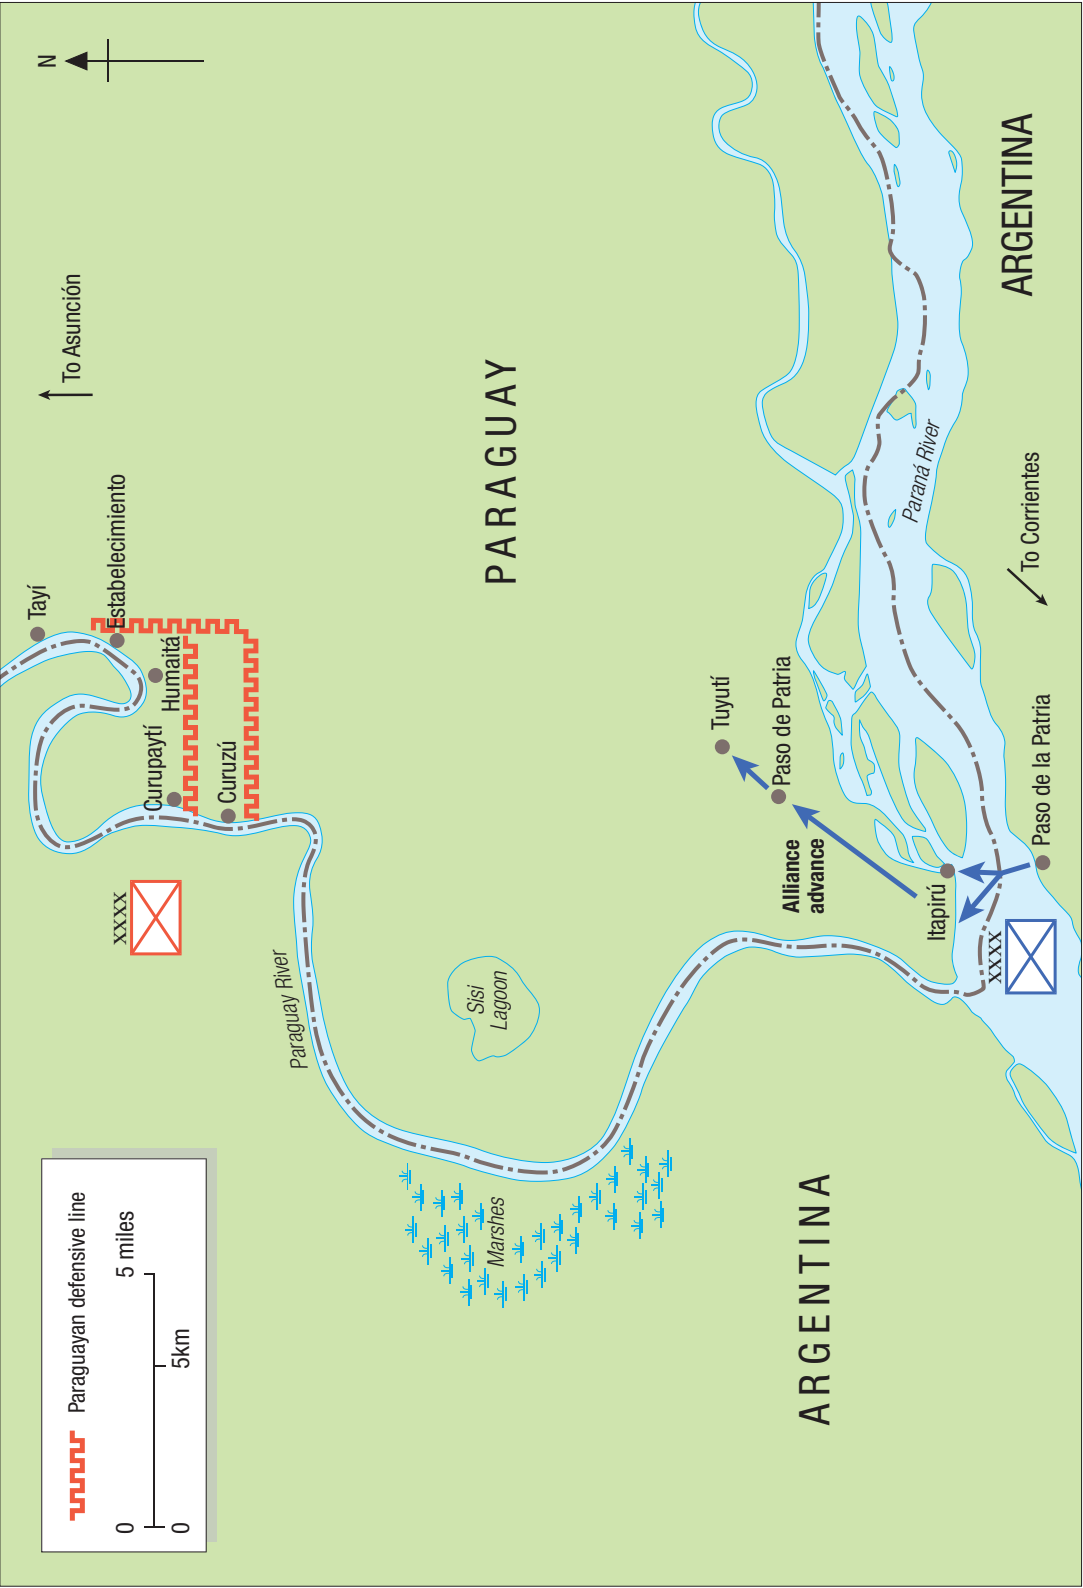 Paraguayan defensive line
0
5 miles
0
5km
N
To Asunción
Tayí
Estabelecimiento
Humaitá
Curupaytí
Curuzú
XXXX
Paraguay River
PARAGUAY
Sisi
Lagoon
Marshes
Tuyutí
Paso de Patria
Alliance
advance
ARGENTINA
Paraná River
Itapirú
XXXX
ARGENTINA
To Corrientes
Paso de la Patria